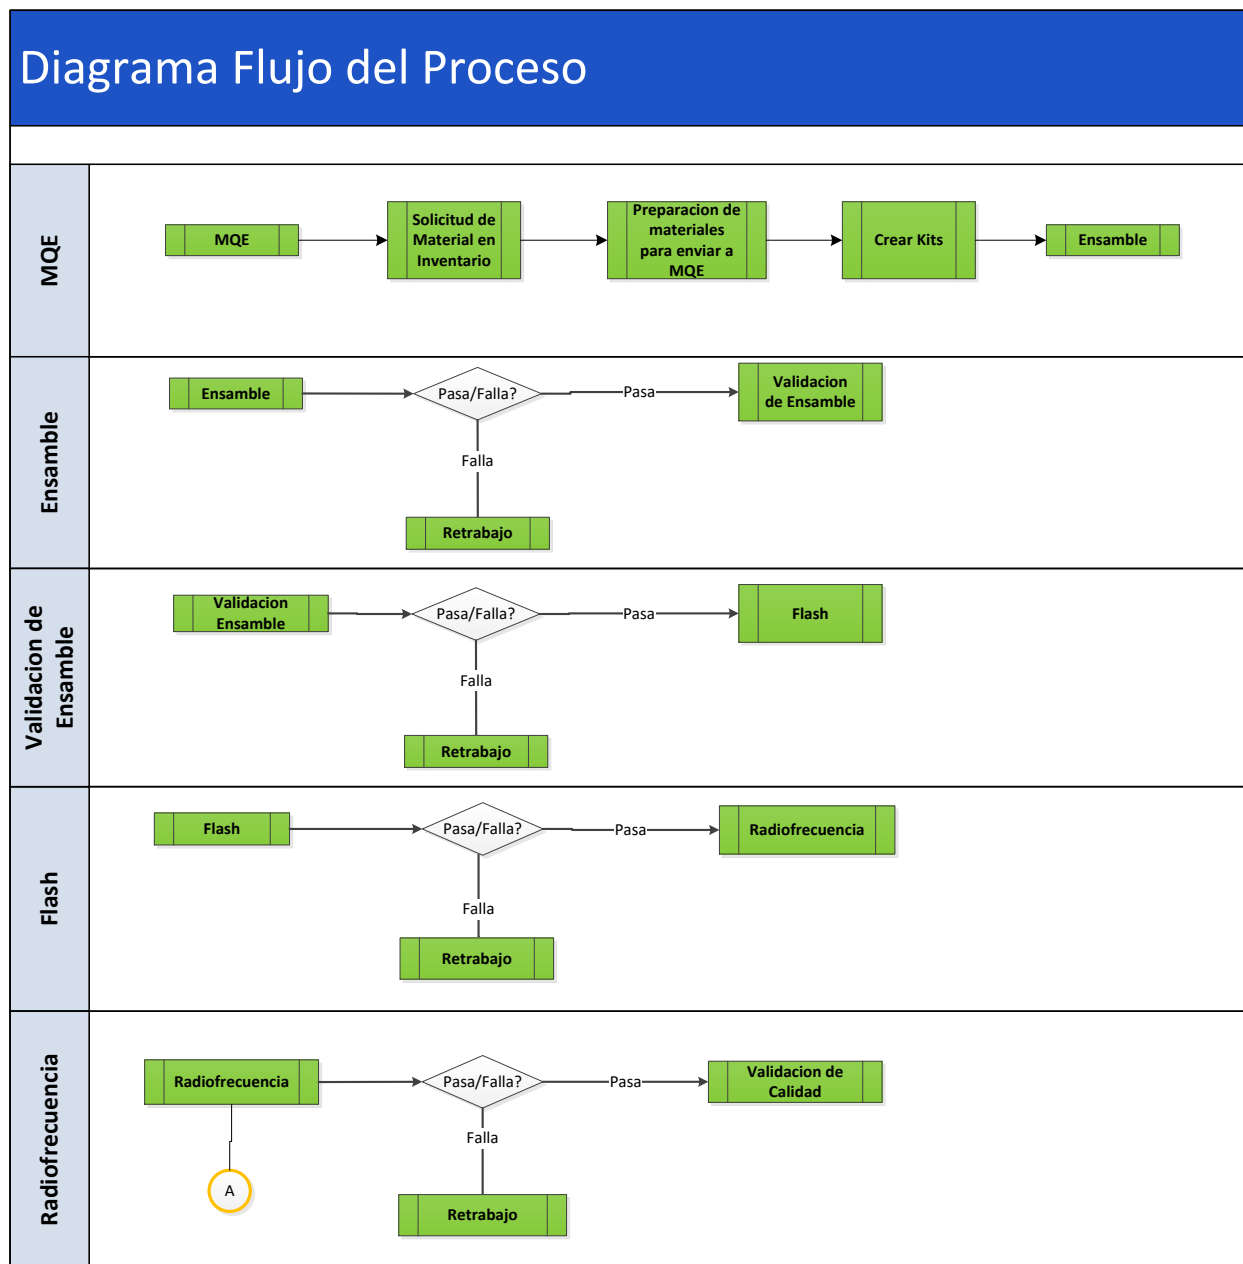 Diagrama Flujo del Proceso
MQE
MQE
Solicitud de
Material en
Inventario
Preparacion de
materiales
para enviar a
MQE
Crear Kits
Ensamble
Ensamble
Ensamble
Pasa/Falla?
Pasa
Validacion
de Ensamble
Falla
Retrabajo
Validacion de
Ensamble
Validacion
Ensamble
Pasa/Falla?
Pasa
Flash
Falla
Retrabajo
Flash
Flash
Pasa/Falla?
Pasa
Radiofrecuencia
Falla
Retrabajo
Radiofrecuencia
Radiofrecuencia
Pasa/Falla?
Pasa
Validacion de
Calidad
Falla
A
Retrabajo